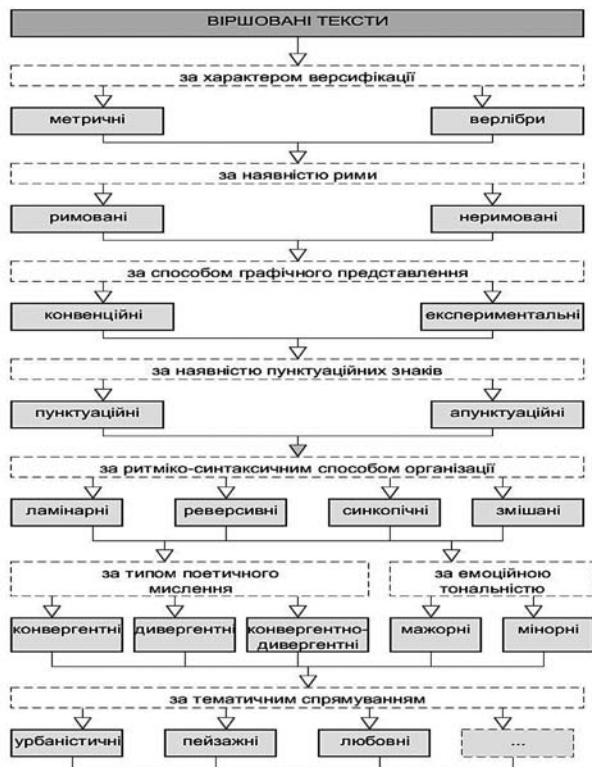 ВІРШОВАНІ ТЕКСТИ
за характером версифікації
метричні
верлібри
за наявністю рими
римовані
неримовані
за способом графічного представлення
конвенційні
експериментальні
за наявністю пунктуаційних знаків
пунктуаційні
апунктуаційні
за ритміко-синтаксичним способом організації
ламінарні
реверсивні
синкопічні
змішані
за типом поетичного
мислення
за емоційною
тональністю
конвергентні
дивергентні
конвергентно-
дивергентні
мажорні
мінорні
за тематичним спрямуванням
урбаністичні
пейзажні
любовні
...